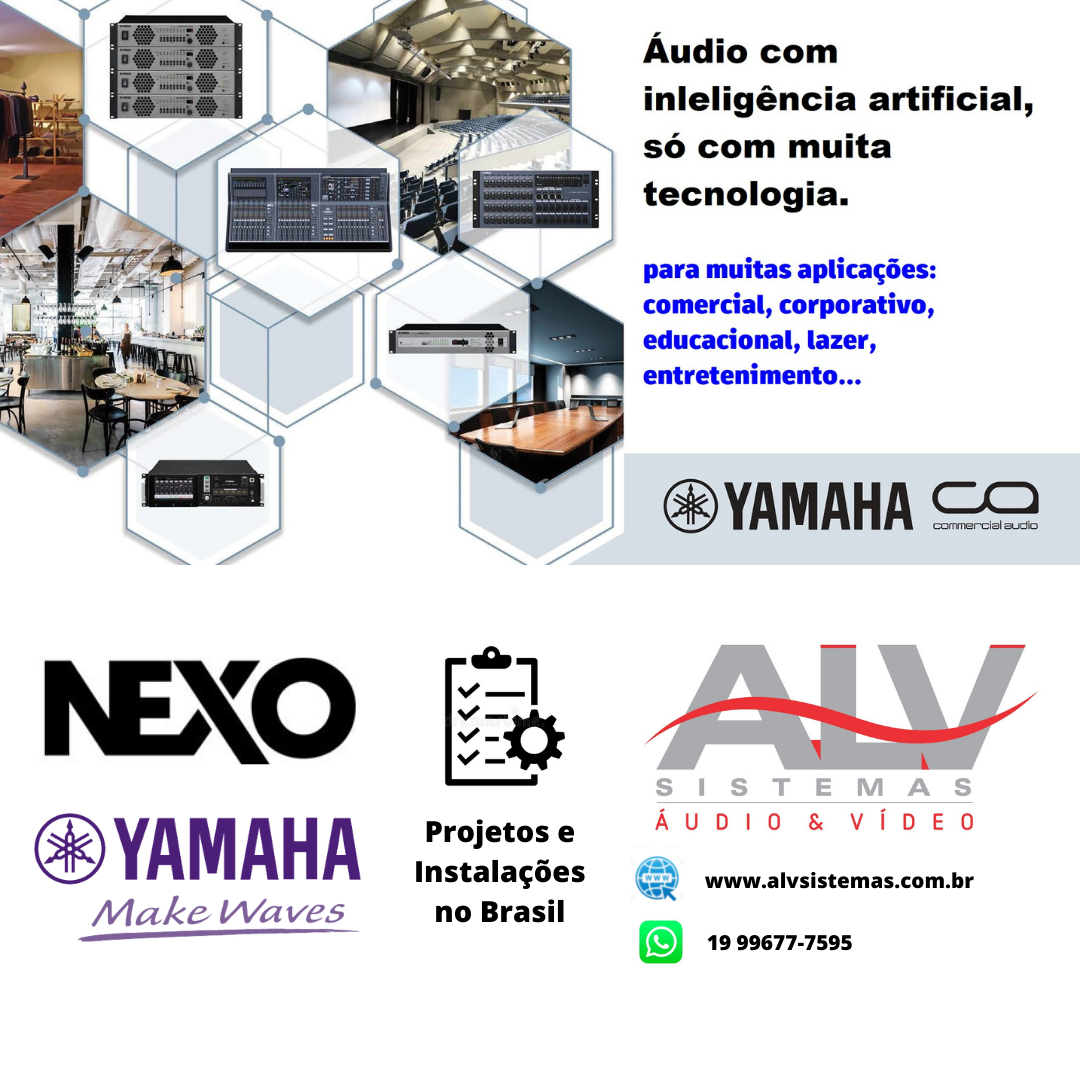 Áudio com
inleligência artificial,
só com muita
tecnologia.
para muitas aplicações:
comercial, corporativo,
educacional, lazer,
entretenimento...
YAMAHA
CA
commercial audio
NEXO
YAMAHA
Make Waves
Projetos e
Instalações
no Brasil
ALV
SISTEMAS
ÁUDIO & VÍDEO
www.alvsistemas.com.br
19 99677-7595